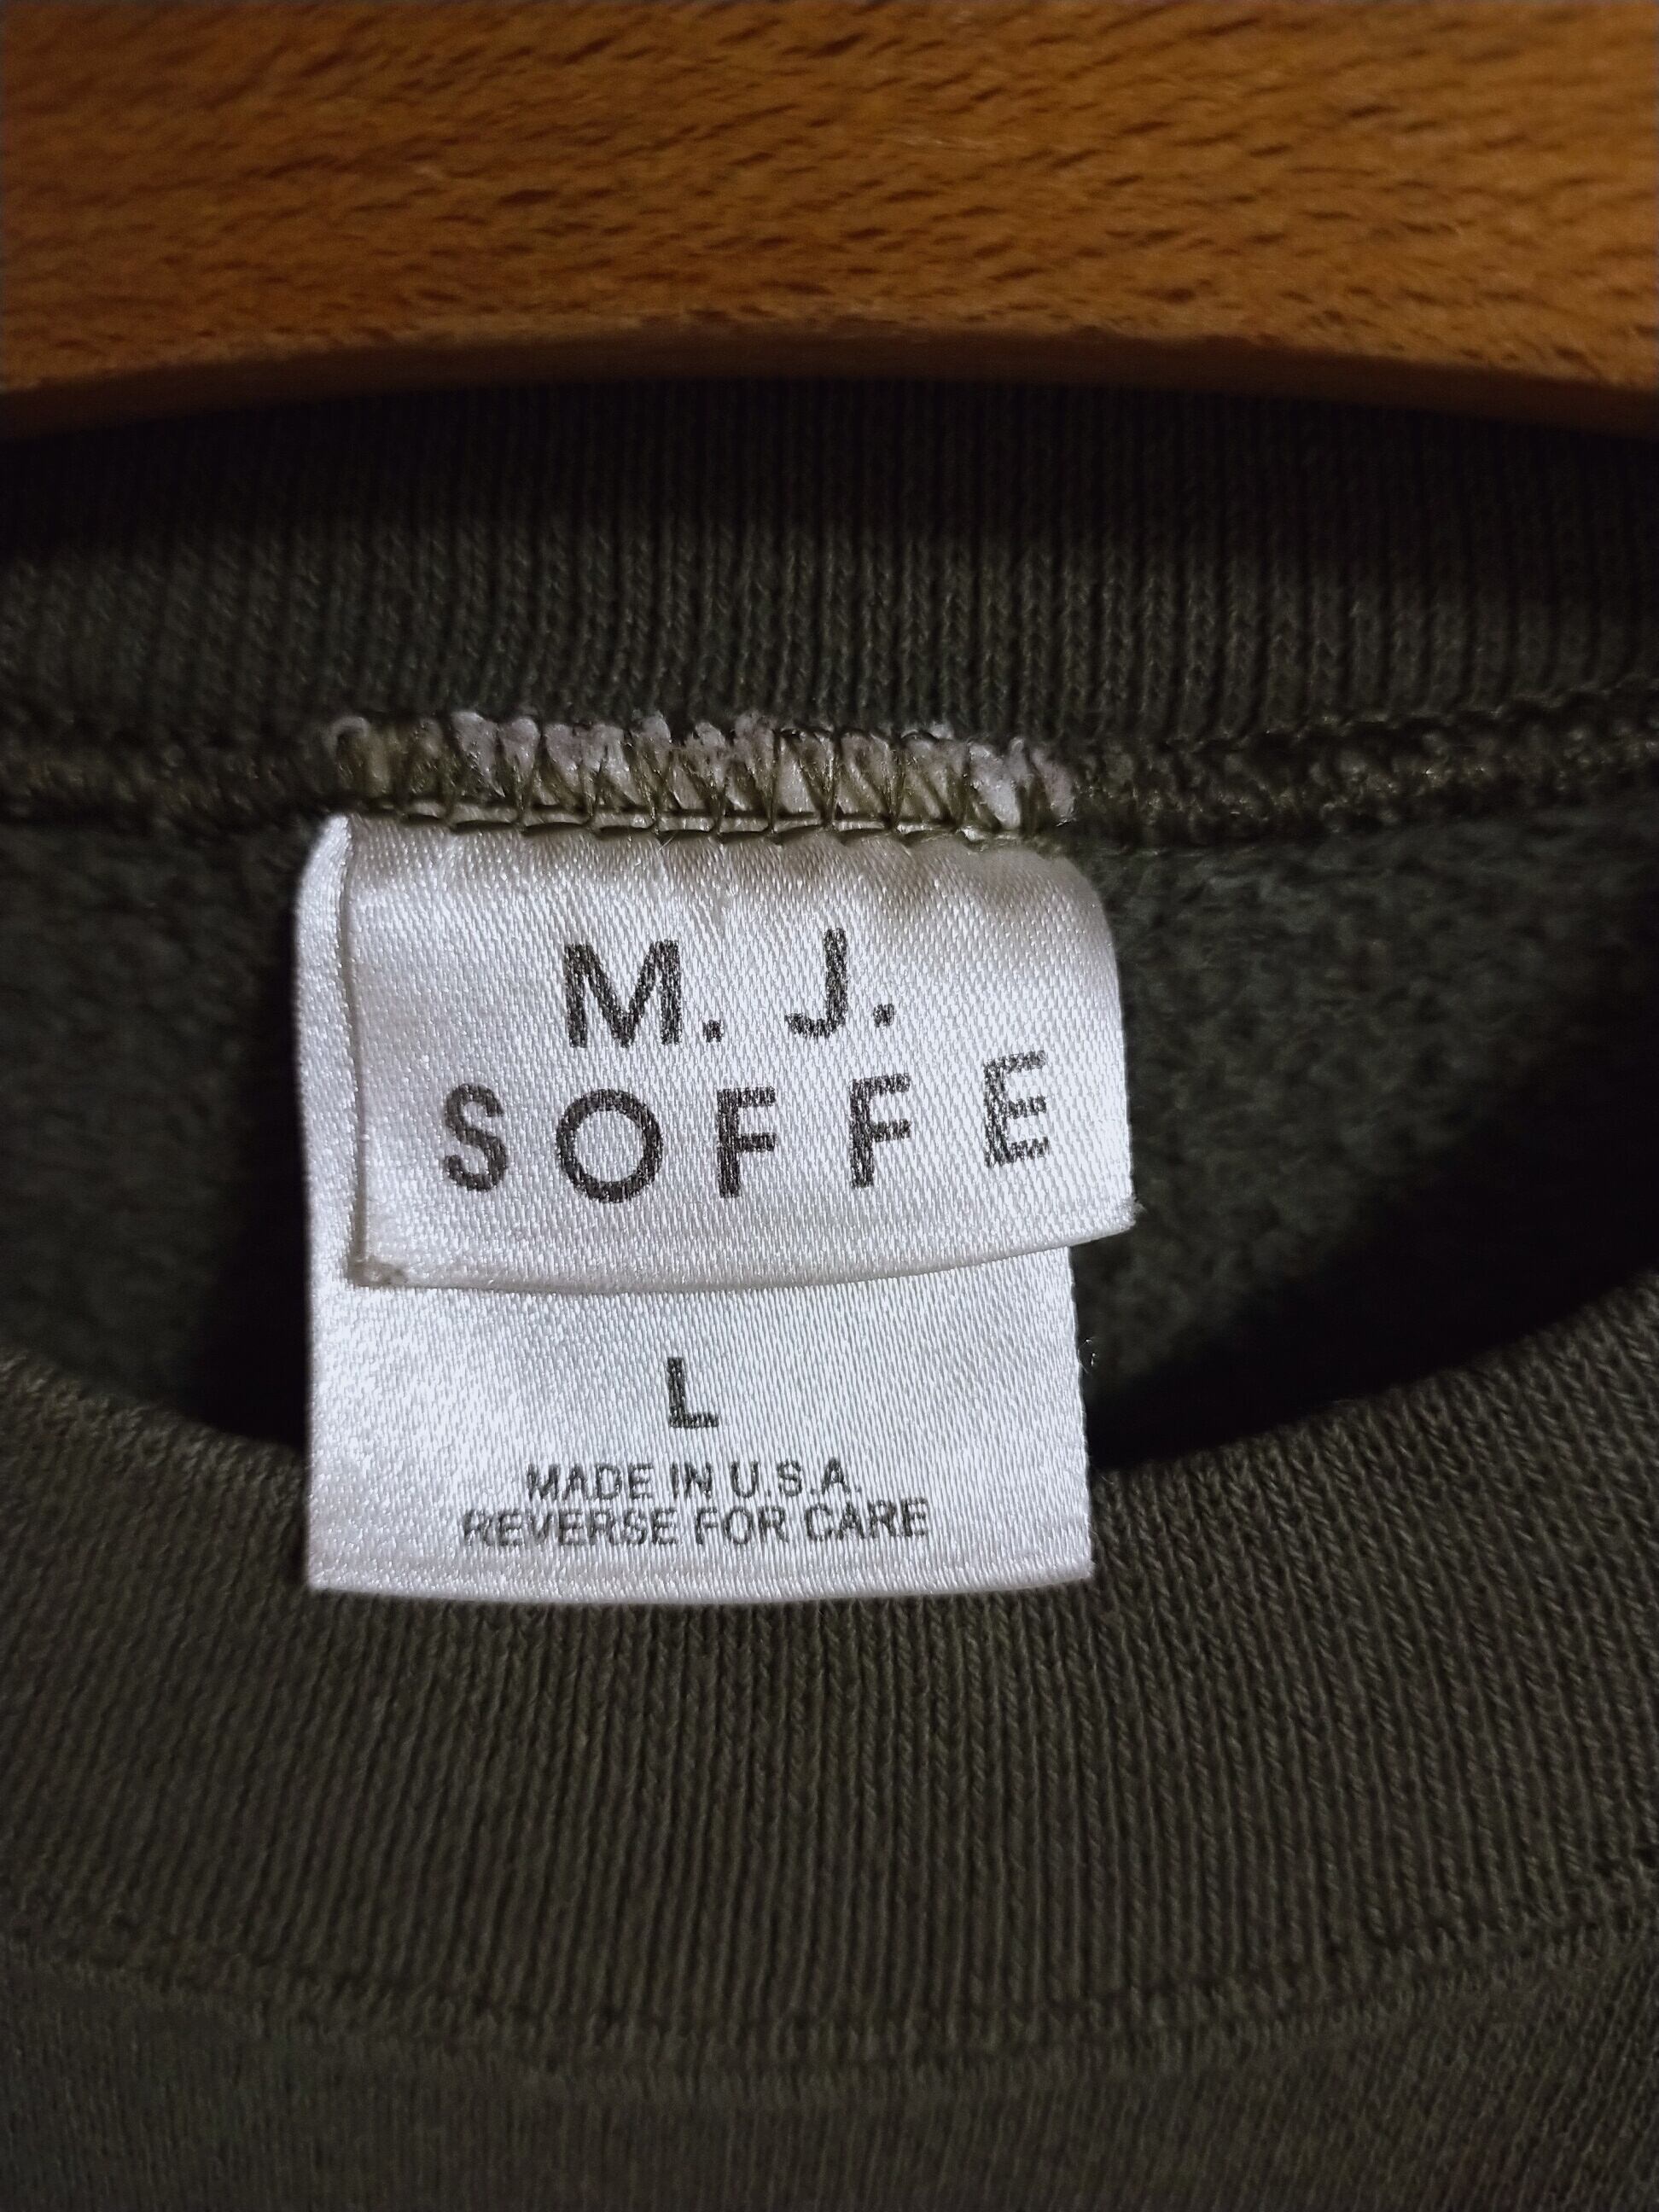 M. J.
SOFFE
L
MADE IN U.S.A.
REVERSE FOR CARE